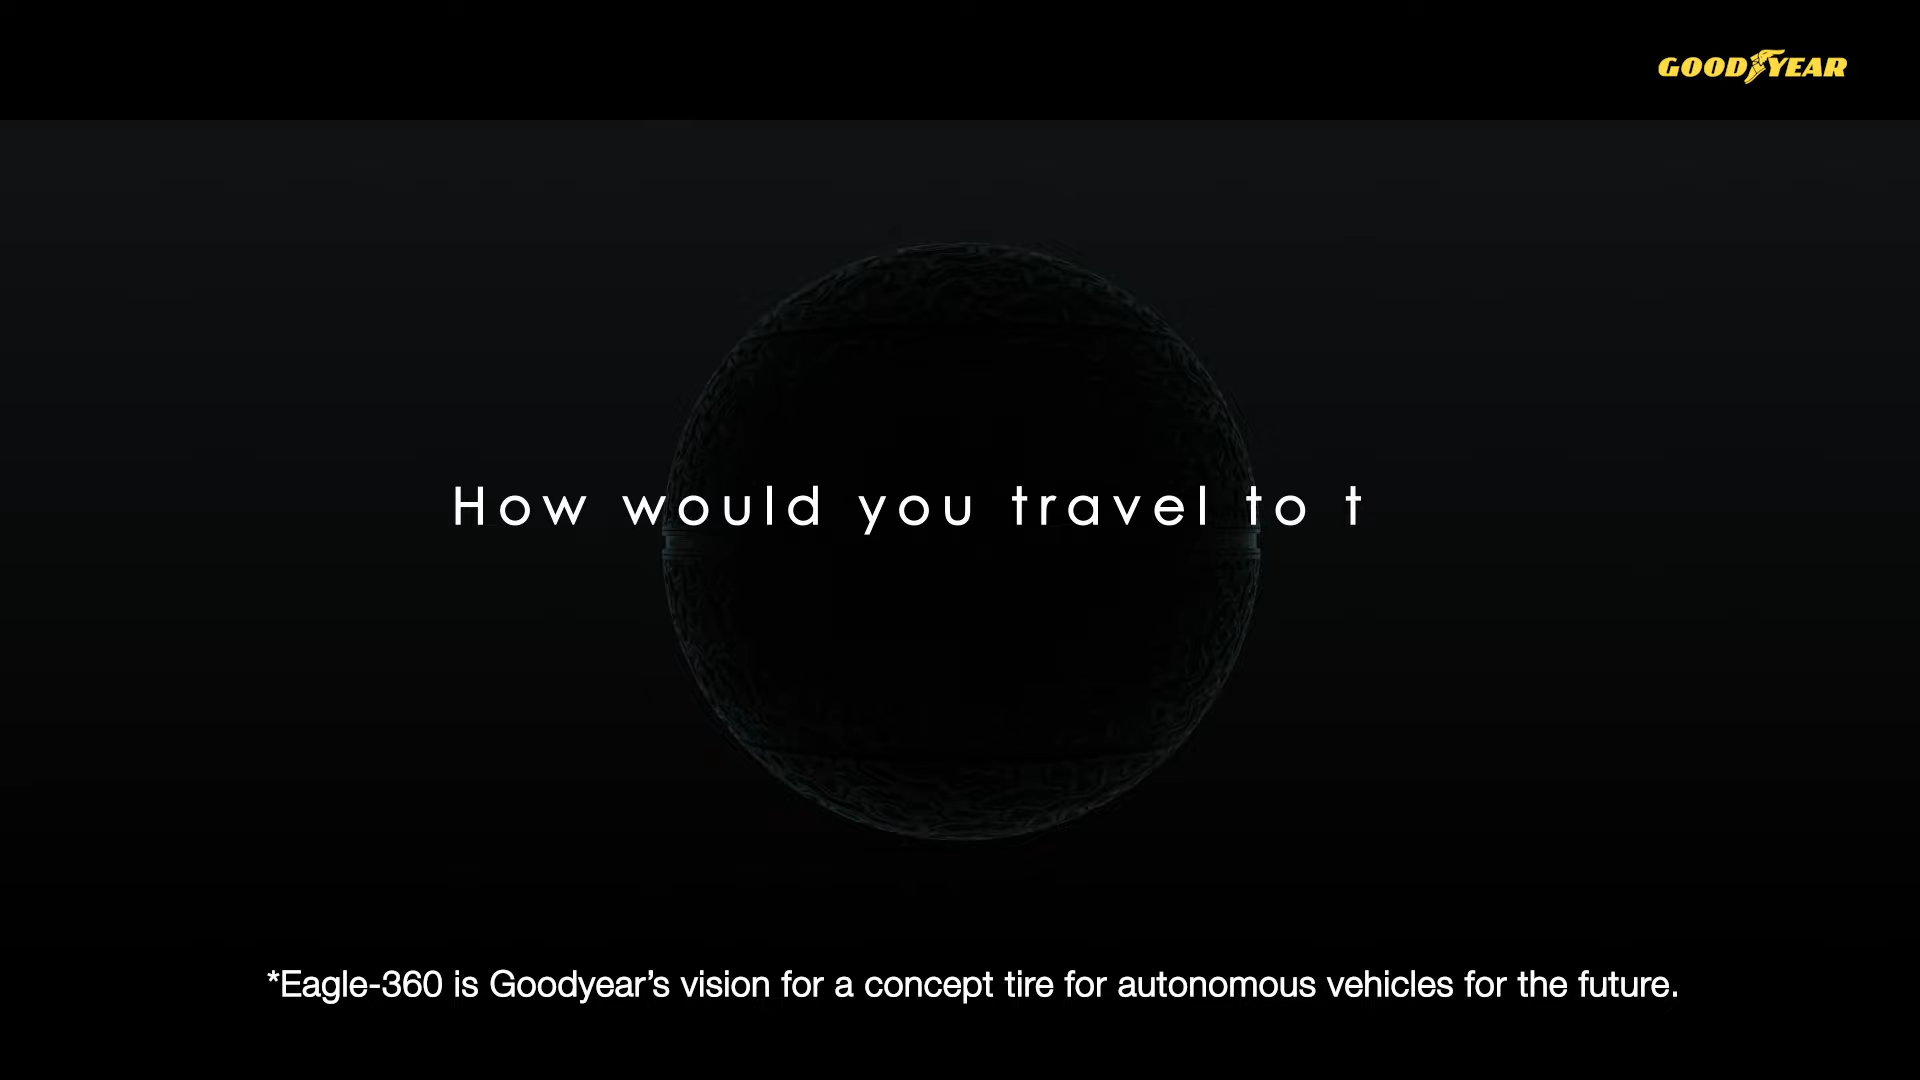 GOODYEAR
How would you travel to t
*Eagle-360 is Goodyear’s vision for a concept tire for autonomous vehicles for the future.